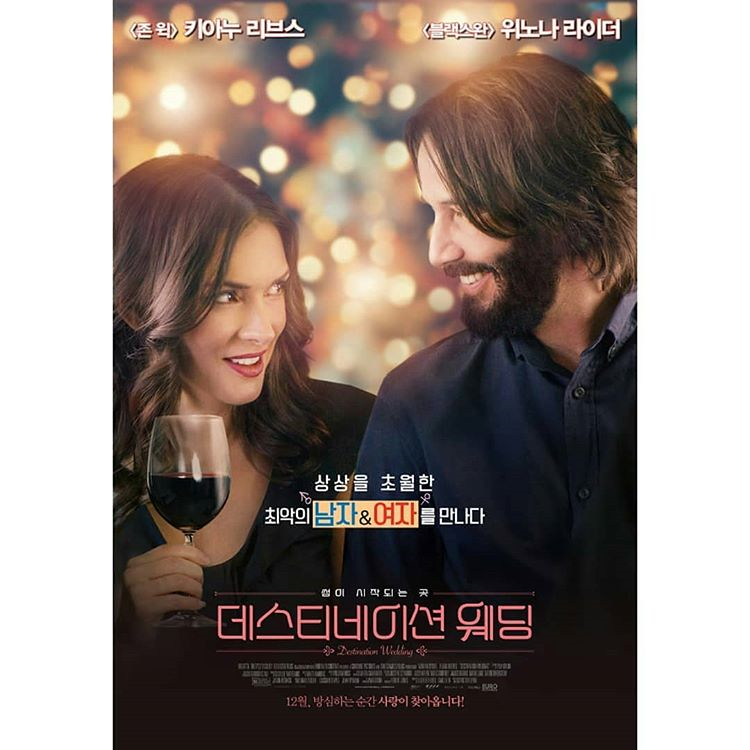 〈존 윅〉 키아누 리브스
〈블랙스완〉 위노나 라이더
상상을 초월한
최악의 남자&여자를 만나다
썸이 시작되는 곳
데스티네이션 웨딩
Destination Wedding
12월, 방심하는 순간 사랑이 찾아옵니다!